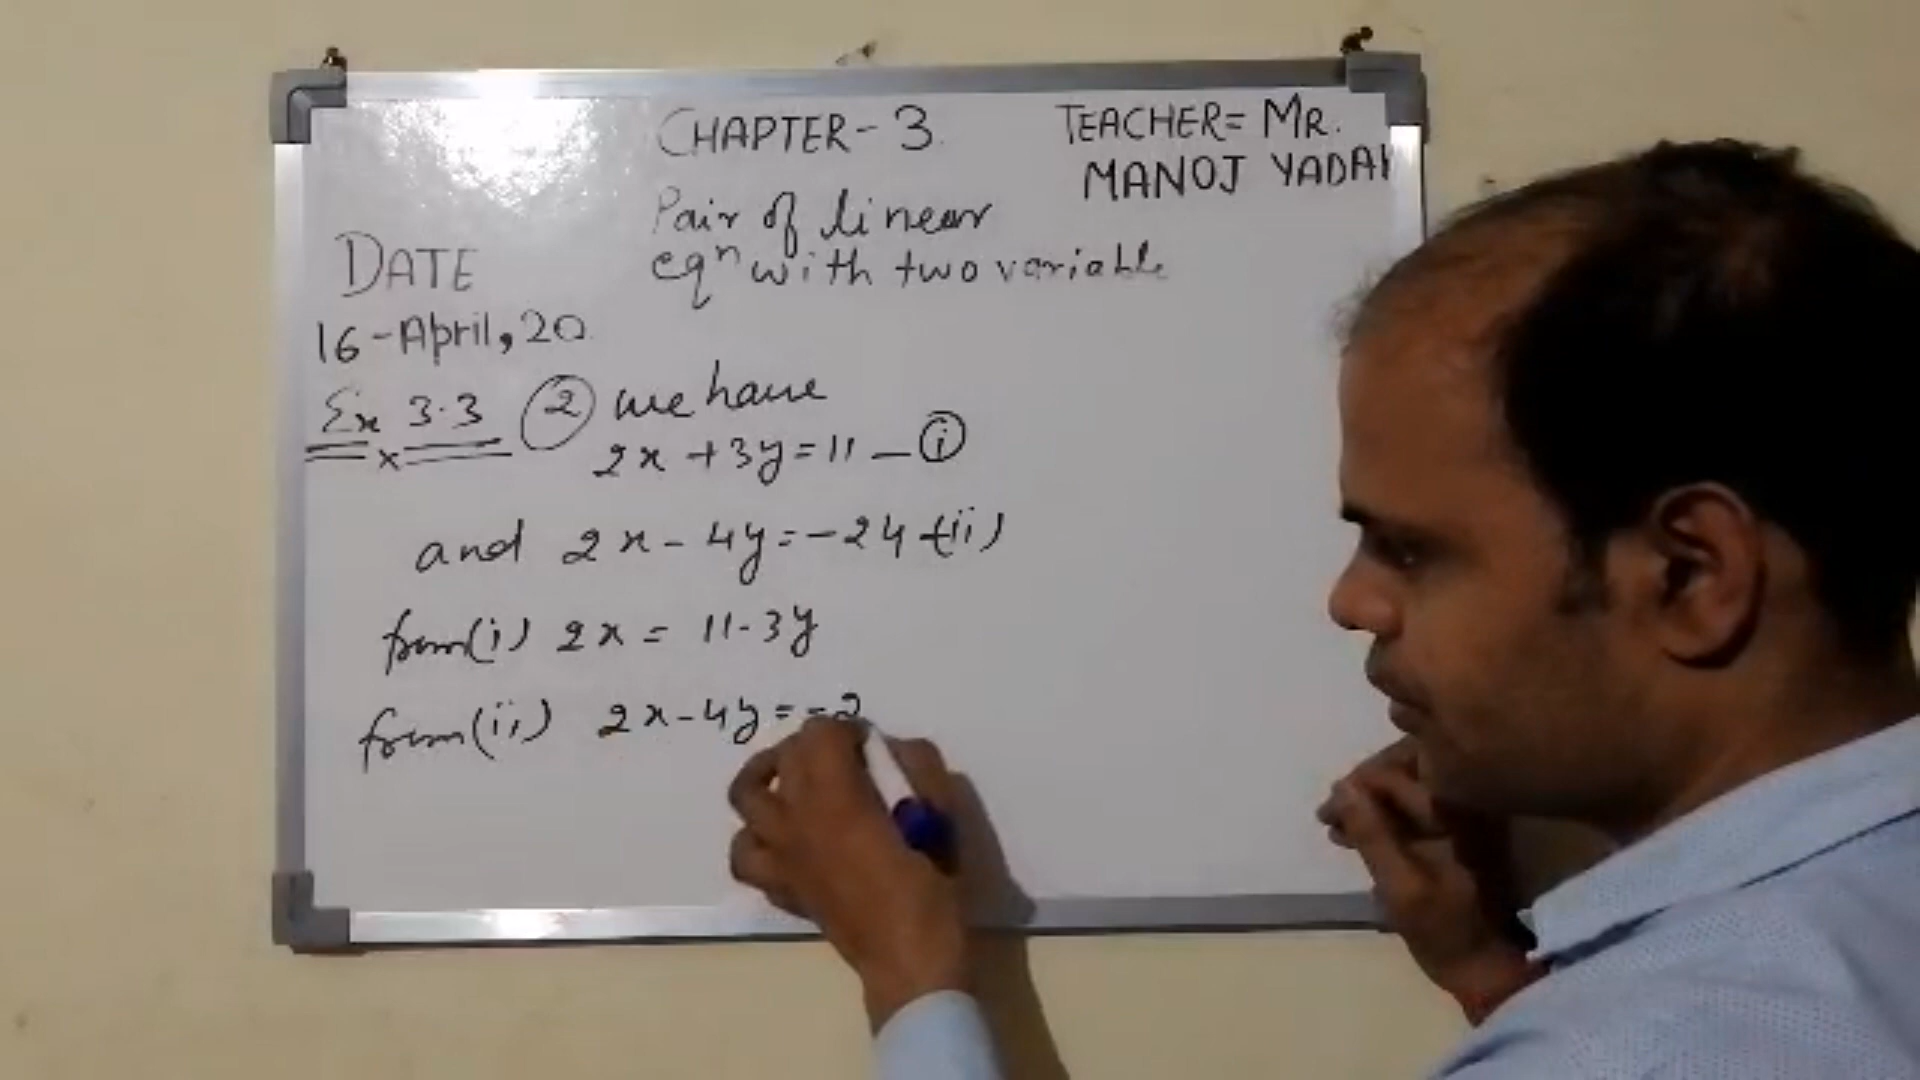 CHAPTER-3.
TEACHER= MR.
MANOJ YADAV
Pair of linear
eqⁿ with two variable
DATE
16-April, 20.
Ex 3.3 ② we have
2x + 3y = 11 — ⓘ
and 2x - 4y = -24 -(ii)
from (i) 2x = 11-3y
from (ii) 2x-4y = -2